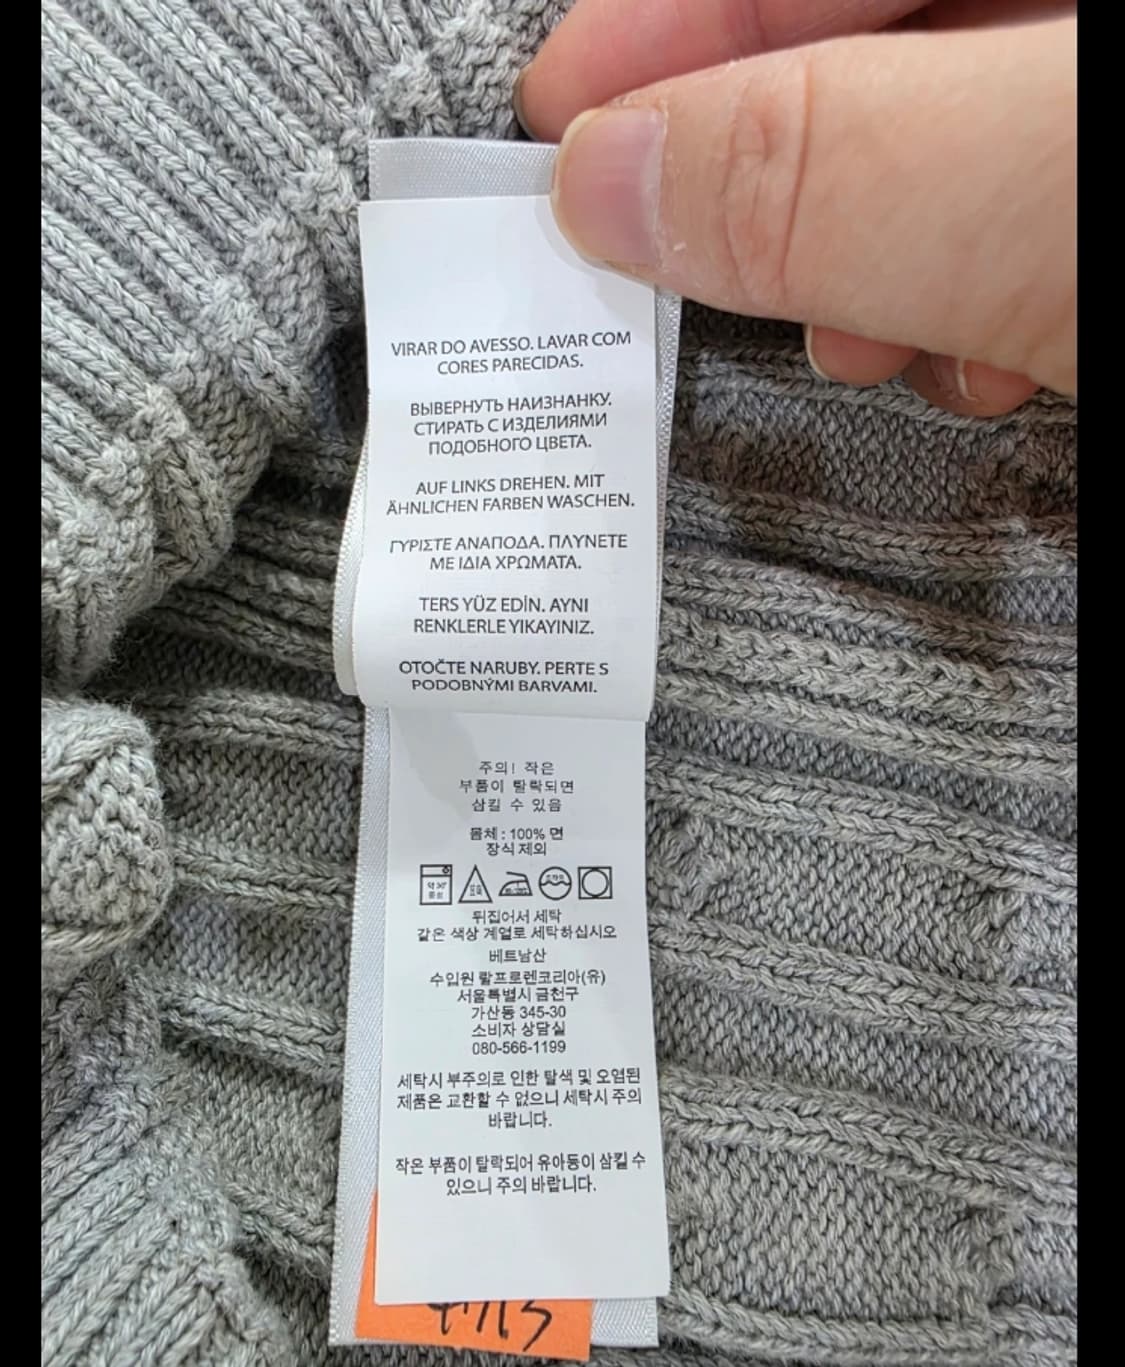 VIRAR DO AVESSO. LAVAR COM
CORES PARECIDAS.
ВЫВЕРНУТЬ НАИЗНАНКУ.
СТИРАТЬ С ИЗДЕЛИЯМИ
ПОДОБНОГО ЦВЕТА.
AUF LINKS DREHEN. MIT
ÄHNLICHEN FARBEN WASCHEN.
ΓΥΡΙΣΤΕ ΑΝΑΠΟΔΑ. ΠΛΥΝΕΤΕ
ΜΕ ΙΔΙΑ ΧΡΩΜΑΤΑ.
TERS YÜZ EDİN. AYNI
RENKLERLE YIKAYINIZ.
OTOČTE NARUBY. PERTE S
PODOBNÝMI BARVAMI.
주의! 작은
부품이 탈락되면
삼킬 수 있음
몸체 : 100% 면
장식 제외
뒤집어서 세탁
같은 색상 계열로 세탁하십시오
베트남산
수입원 랄프로렌코리아(유)
서울특별시 금천구
가산동 345-30
소비자 상담실
080-566-1199
세탁시 부주의로 인한 탈색 및 오염된
제품은 교환할 수 없으니 세탁시 주의
바랍니다.
작은 부품이 탈락되어 유아등이 삼킬 수
있으니 주의 바랍니다.